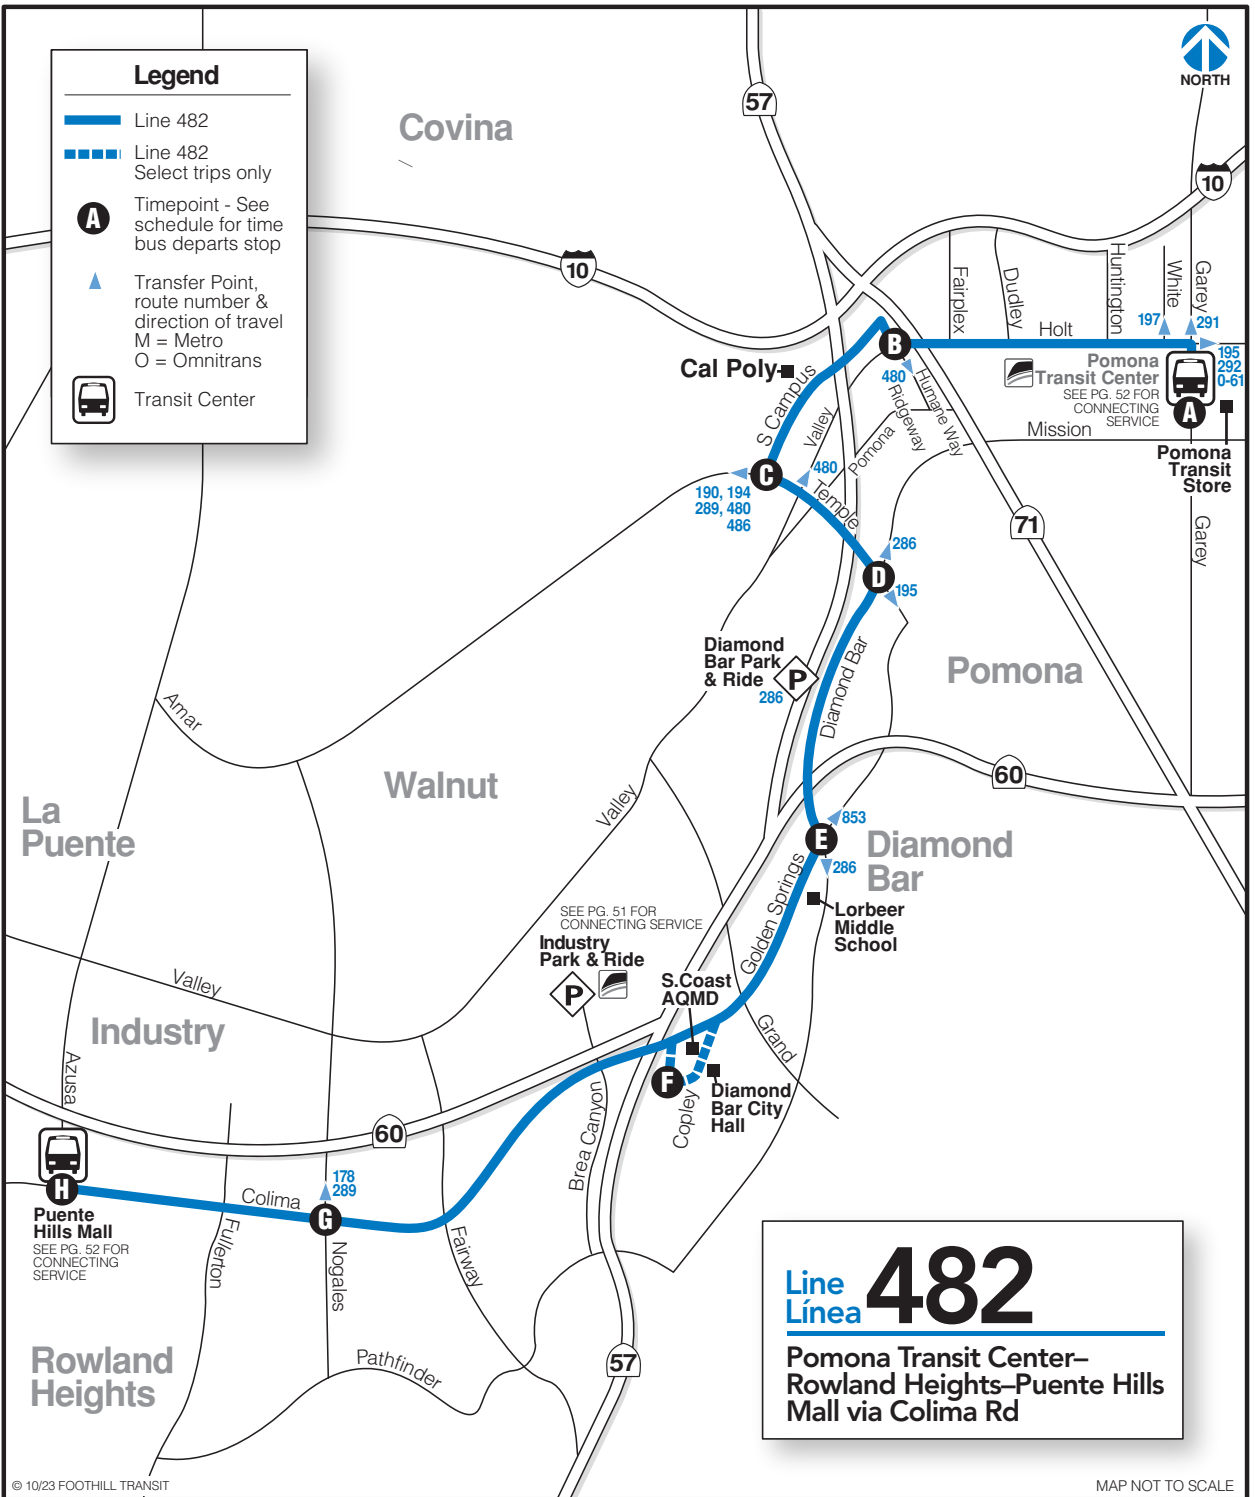 Legend
Line 482
Line 482
Select trips only
A
Timepoint - See
schedule for time
bus departs stop
Transfer Point,
route number &
direction of travel
M = Metro
O = Omnitrans
Transit Center
NORTH
57
Covina
10
10
Fairplex
Dudley
Huntington
White
Garey
Holt
197
291
195
292
0-61
B
480
Pomona
Transit Center
SEE PG. 52 FOR
CONNECTING
SERVICE
A
Cal Poly
S Campus
Valley
Pomona
Ridgeway
Humane Way
Mission
Pomona
Transit
Store
Garey
C
190, 194
289, 480
486
480
Temple
71
286
D
195
Diamond
Bar Park
& Ride
286
P
Diamond Bar
Pomona
Amar
Walnut
60
La
Puente
Valley
853
E
286
Diamond
Bar
Golden Springs
Lorbeer
Middle
School
SEE PG. 51 FOR
CONNECTING SERVICE
Industry
Park & Ride
P
S.Coast
AQMD
Valley
Industry
Grand
Azusa
F
Diamond
Bar City
Hall
Copley
Brea Canyon
60
H
Puente
Hills Mall
SEE PG. 52 FOR
CONNECTING
SERVICE
Colima
178
289
G
Fullerton
Nogales
Fairway
Rowland
Heights
Pathfinder
57
Line
Línea
482
Pomona Transit Center–
Rowland Heights–Puente Hills
Mall via Colima Rd
© 10/23 FOOTHILL TRANSIT
MAP NOT TO SCALE